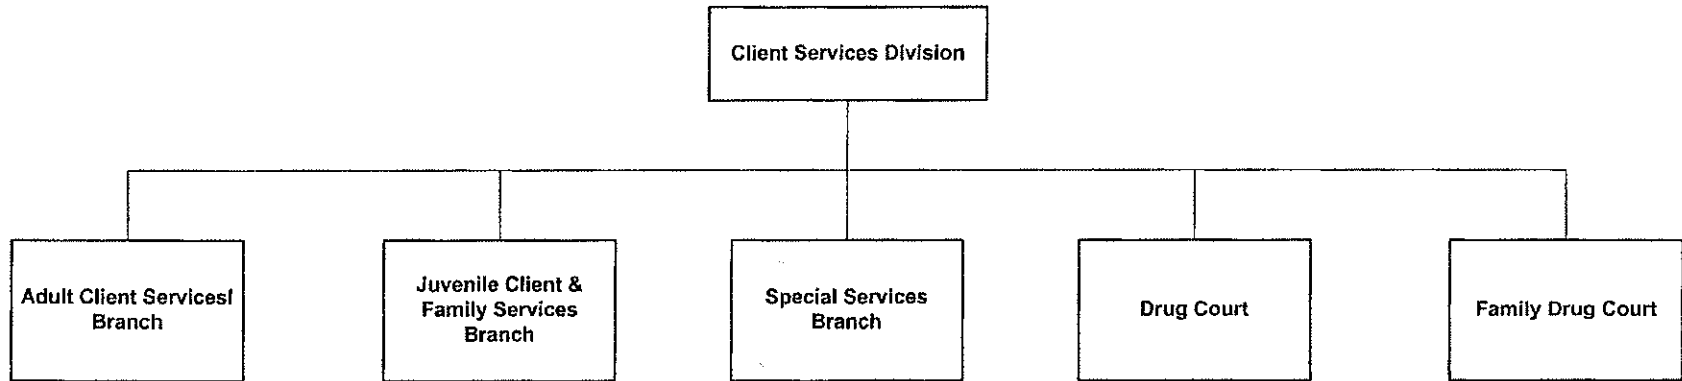 Client Services Division
Adult Client Servicesl
Branch
Juvenile Client &
Family Services
Branch
Special Services
Branch
Drug Court
Family Drug Court